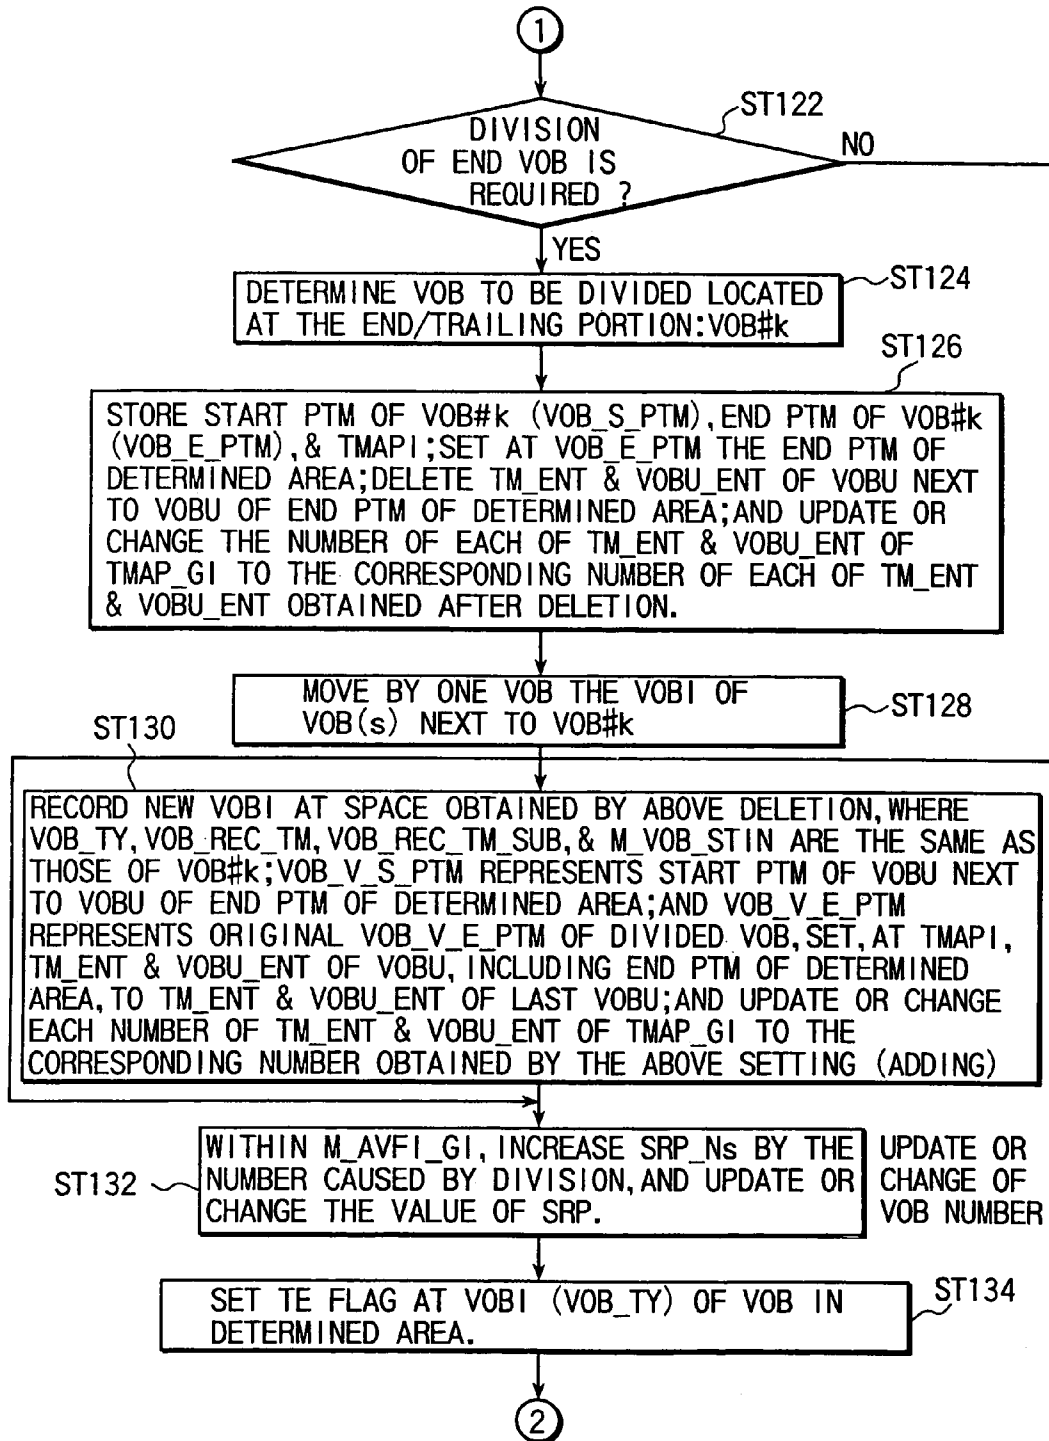 1
ST122
DIVISION
OF END VOB IS
REQUIRED ?
NO
YES
ST124
DETERMINE VOB TO BE DIVIDED LOCATED
AT THE END/TRAILING PORTION:VOB#k
ST126
STORE START PTM OF VOB#k (VOB_S_PTM),END PTM OF VOB#k
(VOB_E_PTM),& TMAPI;SET AT VOB_E_PTM THE END PTM OF
DETERMINED AREA;DELETE TM_ENT & VOBU_ENT OF VOBU NEXT
TO VOBU OF END PTM OF DETERMINED AREA;AND UPDATE OR
CHANGE THE NUMBER OF EACH OF TM_ENT & VOBU_ENT OF
TMAP_GI TO THE CORRESPONDING NUMBER OF EACH OF TM_ENT
& VOBU_ENT OBTAINED AFTER DELETION.
MOVE BY ONE VOB THE VOBI OF
VOB(s) NEXT TO VOB#k
ST128
ST130
RECORD NEW VOBI AT SPACE OBTAINED BY ABOVE DELETION,WHERE
VOB_TY,VOB_REC_TM,VOB_REC_TM_SUB,& M_VOB_STIN ARE THE SAME AS
THOSE OF VOB#k;VOB_V_S_PTM REPRESENTS START PTM OF VOBU NEXT
TO VOBU OF END PTM OF DETERMINED AREA;AND VOB_V_E_PTM
REPRESENTS ORIGINAL VOB_V_E_PTM OF DIVIDED VOB,SET,AT TMAPI,
TM_ENT & VOBU_ENT OF VOBU,INCLUDING END PTM OF DETERMINED
AREA,TO TM_ENT & VOBU_ENT OF LAST VOBU;AND UPDATE OR CHANGE
EACH NUMBER OF TM_ENT & VOBU_ENT OF TMAP_GI TO THE
CORRESPONDING NUMBER OBTAINED BY THE ABOVE SETTING (ADDING)
ST132
WITHIN M_AVFI_GI,INCREASE SRP_Ns BY THE
NUMBER CAUSED BY DIVISION,AND UPDATE OR
CHANGE THE VALUE OF SRP.
UPDATE OR
CHANGE OF
VOB NUMBER
SET TE FLAG AT VOBI (VOB_TY) OF VOB IN
DETERMINED AREA.
ST134
2